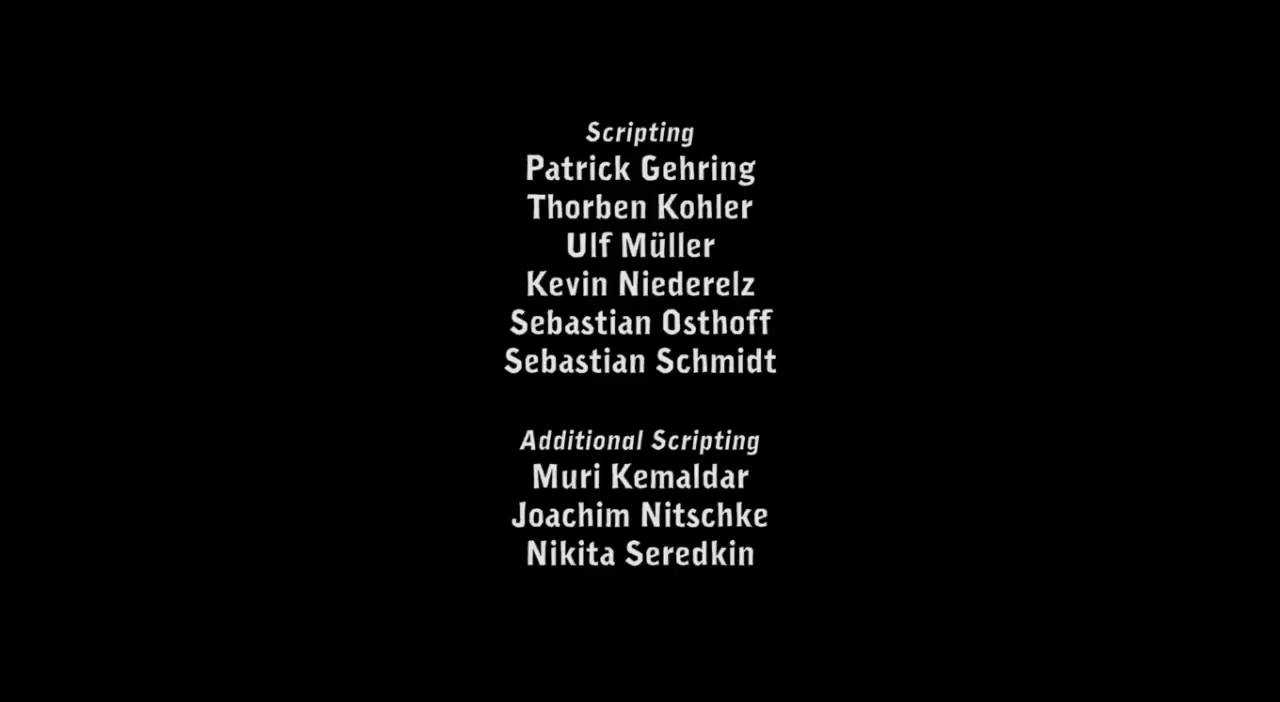 Scripting
Patrick Gehring
Thorben Kohler
Ulf Müller
Kevin Niederelz
Sebastian Osthoff
Sebastian Schmidt
Additional Scripting
Muri Kemaldar
Joachim Nitschke
Nikita Seredkin